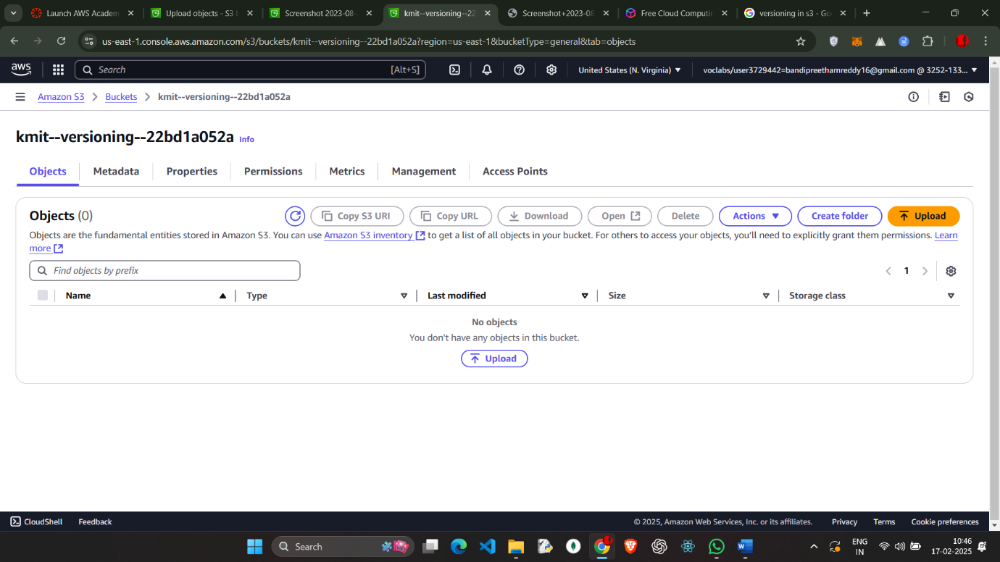 Launch AWS Academ
Upload objects - S3 b
Screenshot 2023-08-
kmit--versioning--22
Screenshot+2023-08
Free Cloud Computin
versioning in s3 - Go
us-east-1.console.aws.amazon.com/s3/buckets/kmit--versioning--22bd1a052a?region=us-east-1&bucketType=general&tab=objects
aws
Search
[Alt+S]
United States (N. Virginia)
voclabs/user3729442=bandipreethamreddy16@gmail.com @ 3252-133...
Amazon S3
Buckets
kmit--versioning--22bd1a052a
kmit--versioning--22bd1a052a Info
Objects
Metadata
Properties
Permissions
Metrics
Management
Access Points
Objects (0)
Copy S3 URI
Copy URL
Download
Open
Delete
Actions
Create folder
Upload
Objects are the fundamental entities stored in Amazon S3. You can use Amazon S3 inventory to get a list of all objects in your bucket. For others to access your objects, you'll need to explicitly grant them permissions. Learn
more
Find objects by prefix
1
Name
Type
Last modified
Size
Storage class
No objects
You don't have any objects in this bucket.
Upload
CloudShell
Feedback
© 2025, Amazon Web Services, Inc. or its affiliates.
Privacy
Terms
Cookie preferences
Search
ENG
IN
10:46
17-02-2025